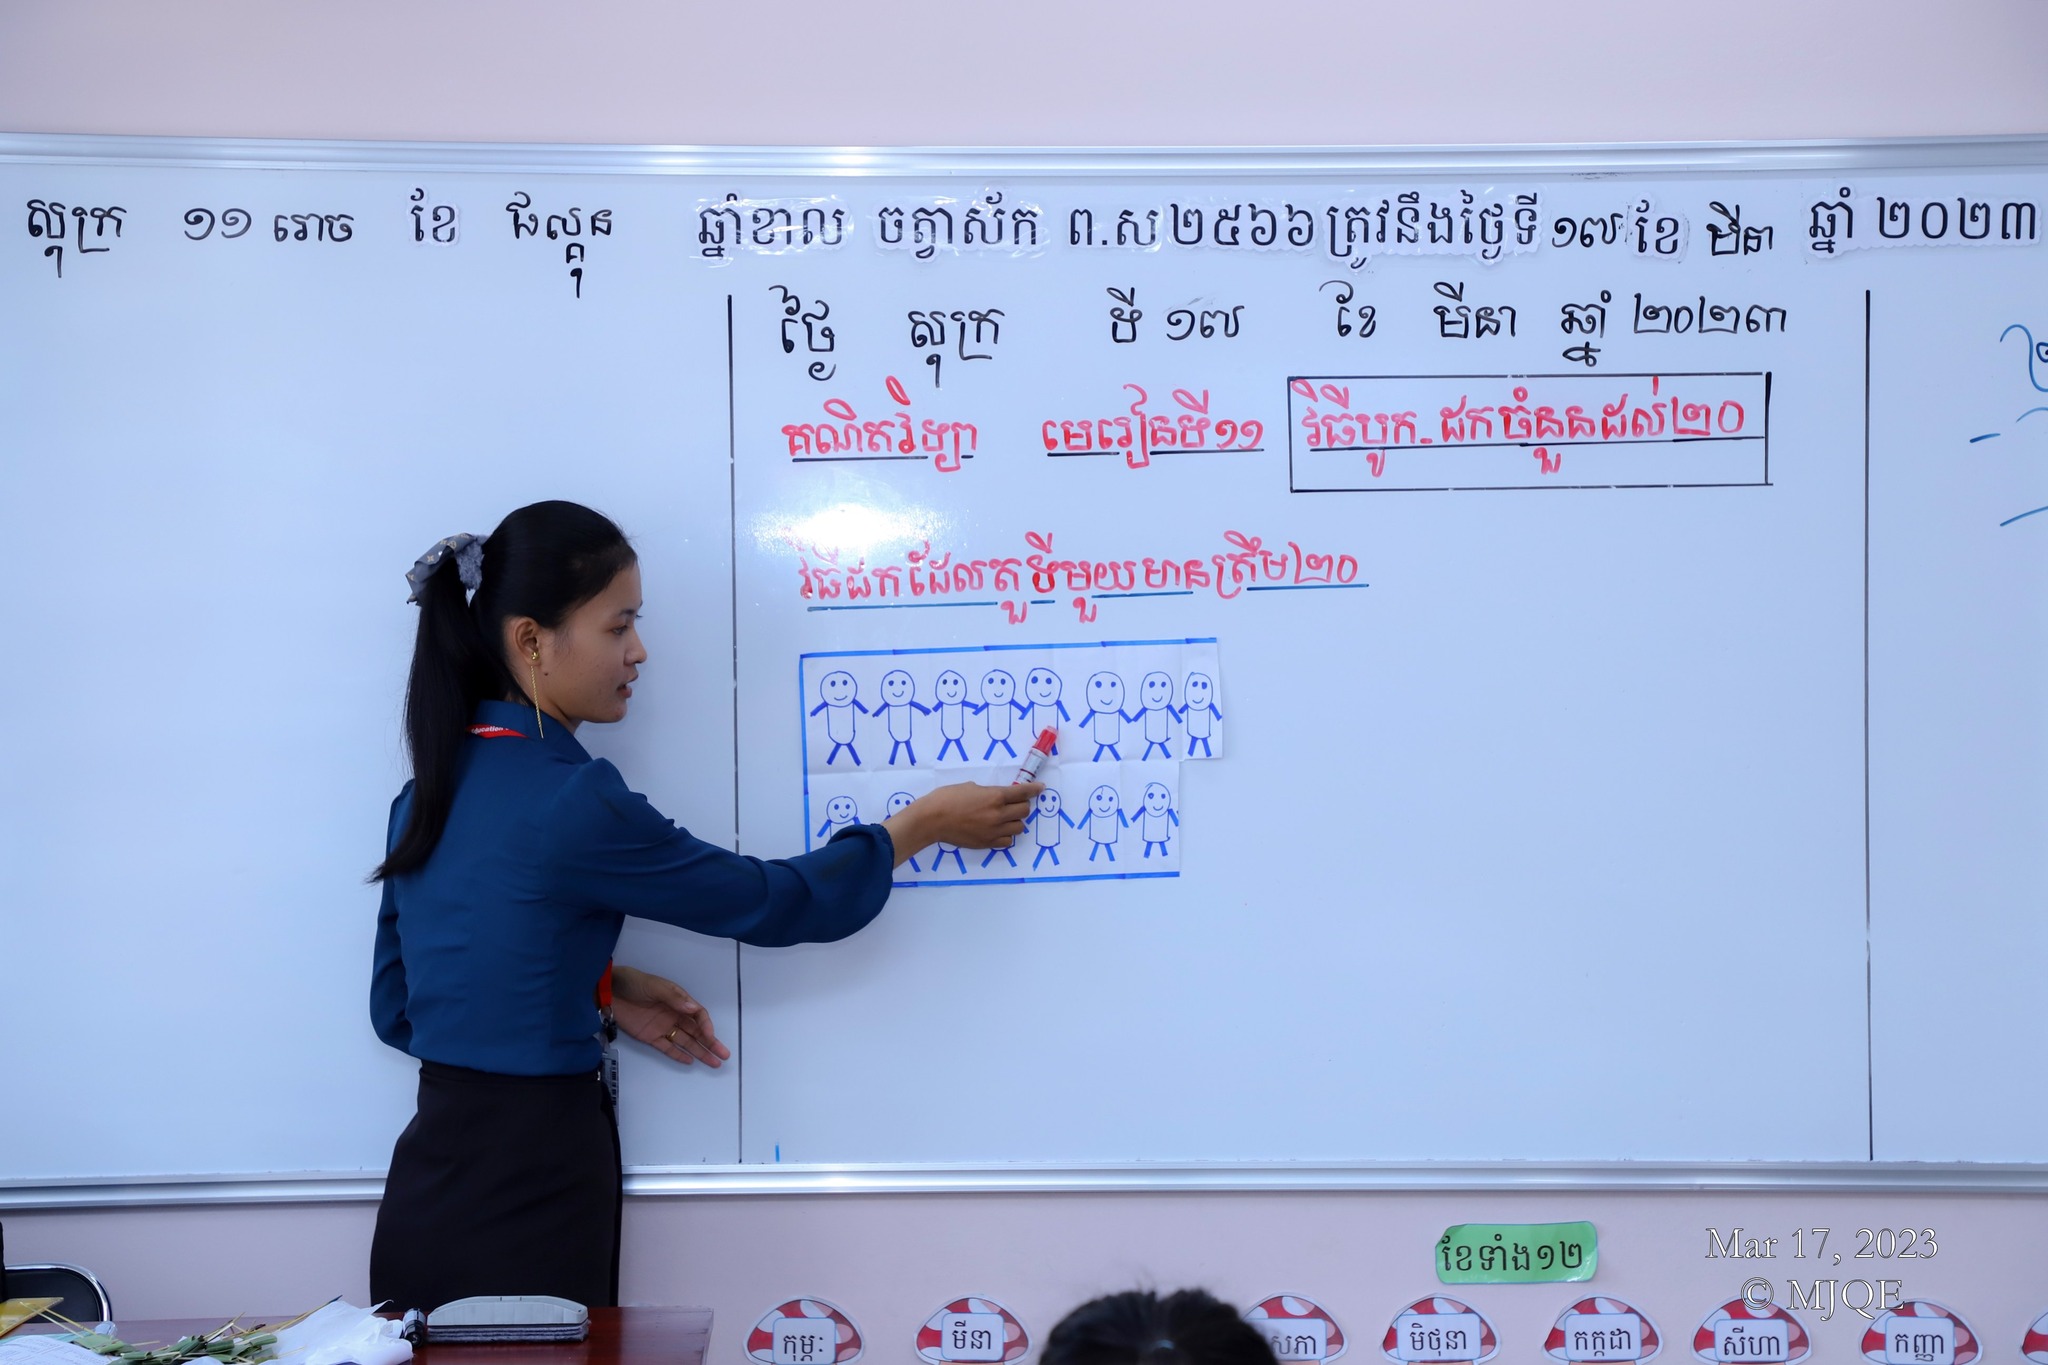 សុក្រ ១១ រោច ខែ ផល្គុន ឆ្នាំខាល ចត្វាស័ក ព.ស ២៥៦៦ ត្រូវនឹងថ្ងៃទី ១៧ ខែ មីនា ឆ្នាំ ២០២៣
ថ្ងៃ សុក្រ ទី ១៧ ខែ មីនា ឆ្នាំ ២០២៣
គណិតវិទ្យា មេរៀនទី១១ វិធីបូក-ដកចំនួនដល់២០
វិធីដកដែលតួទីមួយមានត្រឹម២០
ខែទាំង១២
Mar 17, 2023
© MJQE
កុម្ភៈ មីនា មិថុនា កក្កដា សីហា កញ្ញា